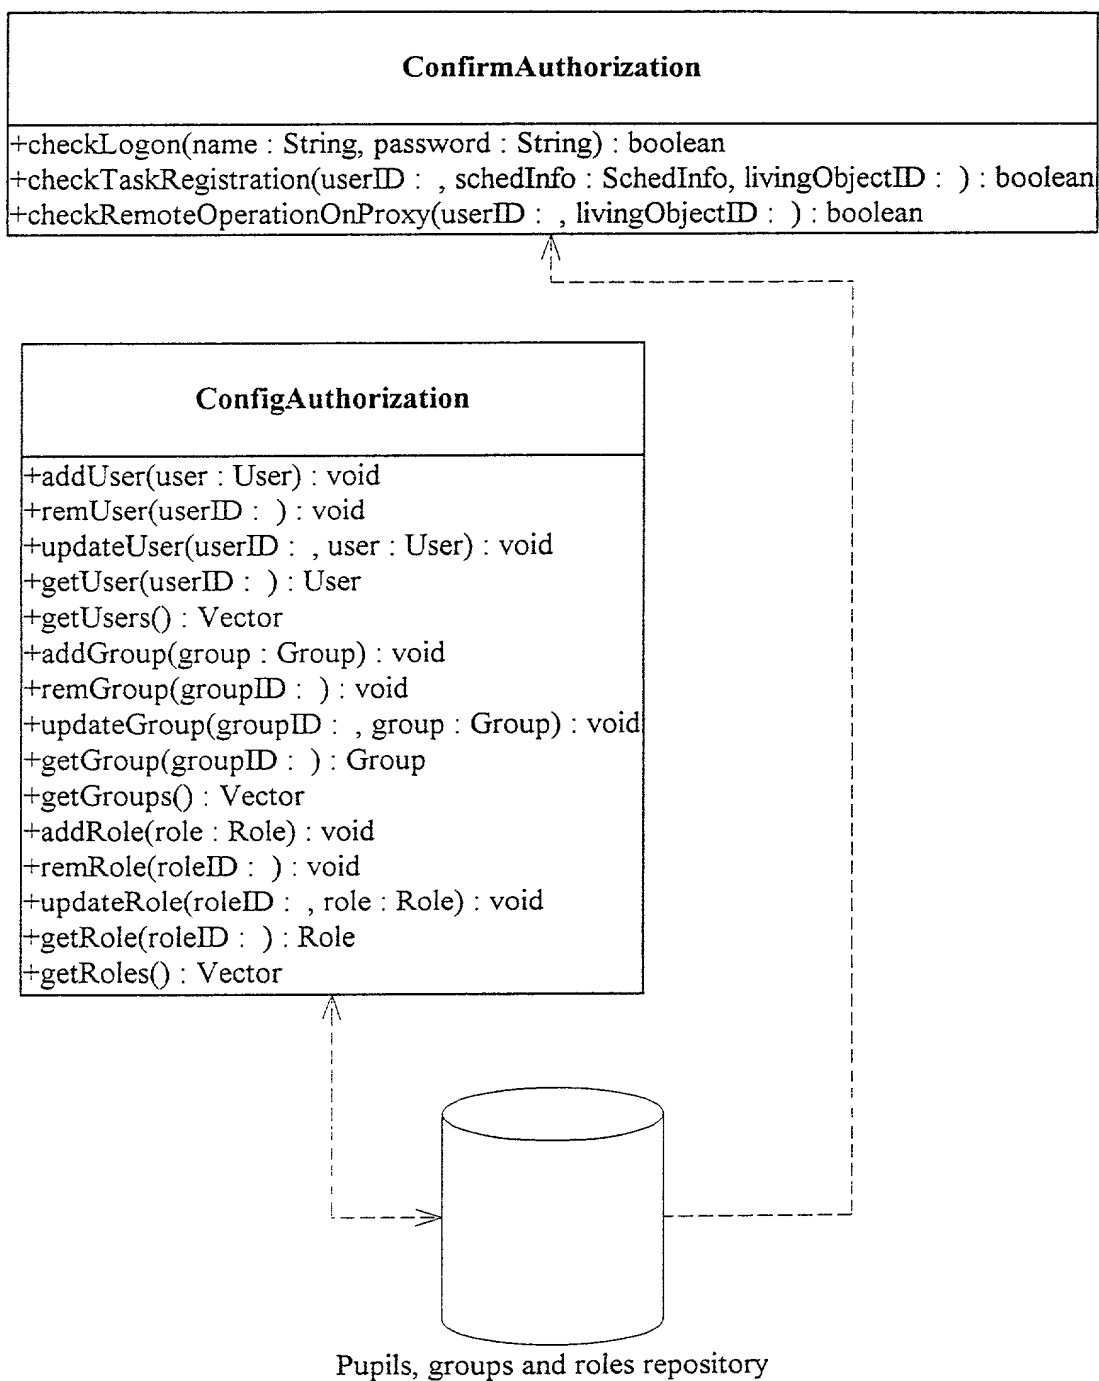 ConfirmAuthorization
+checkLogon(name : String, password : String) : boolean
+checkTaskRegistration(userID :  , schedInfo : SchedInfo, livingObjectID :  ) : boolean
+checkRemoteOperationOnProxy(userID :  , livingObjectID :  ) : boolean
ConfigAuthorization
+addUser(user : User) : void
+remUser(userID :  ) : void
+updateUser(userID :  , user : User) : void
+getUser(userID :  ) : User
+getUsers() : Vector
+addGroup(group : Group) : void
+remGroup(groupID :  ) : void
+updateGroup(groupID :  , group : Group) : void
+getGroup(groupID :  ) : Group
+getGroups() : Vector
+addRole(role : Role) : void
+remRole(roleID :  ) : void
+updateRole(roleID :  , role : Role) : void
+getRole(roleID :  ) : Role
+getRoles() : Vector
Pupils, groups and roles repository